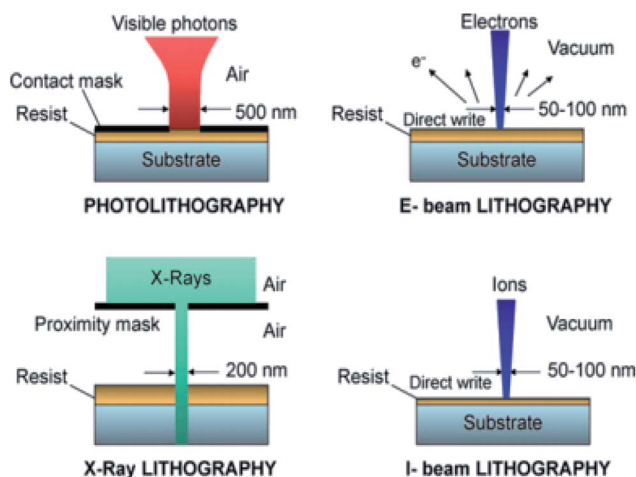 Visible photons
Air
Contact mask
Resist
500 nm
Substrate
PHOTOLITHOGRAPHY
Electrons
Vacuum
e⁻
50-100 nm
Direct write
Resist
Substrate
E- beam LITHOGRAPHY
X-Rays
Air
Proximity mask
Air
200 nm
Resist
X-Ray LITHOGRAPHY
Ions
Vacuum
Direct write
50-100 nm
Resist
Substrate
I- beam LITHOGRAPHY